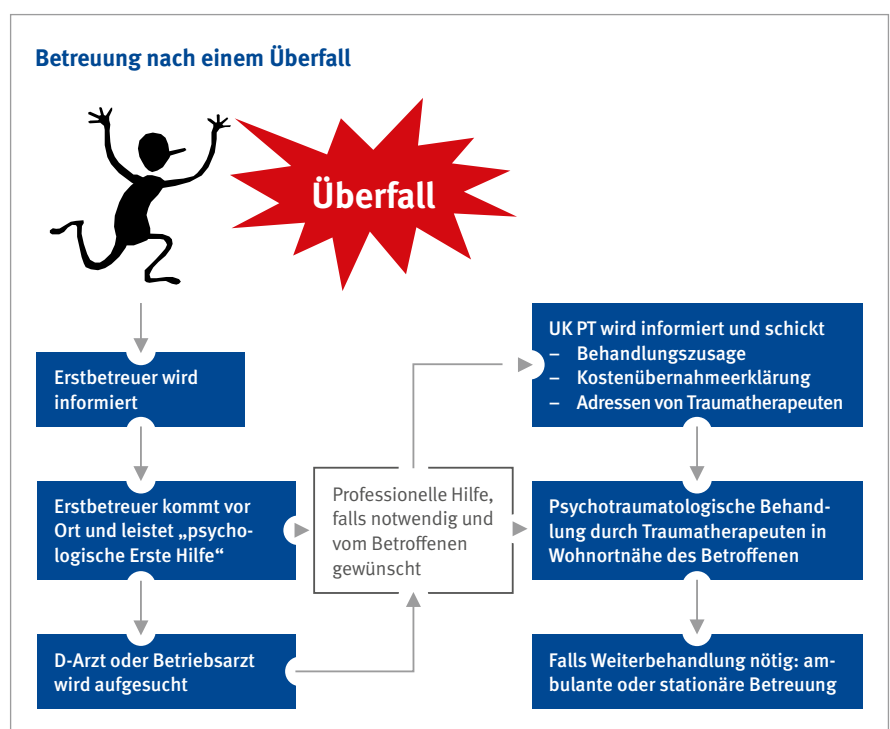 Betreuung nach einem Überfall
Überfall
Erstbetreuer wird
informiert
Erstbetreuer kommt vor
Ort und leistet „psycho-
logische Erste Hilfe“
D-Arzt oder Betriebsarzt
wird aufgesucht
Professionelle Hilfe,
falls notwendig und
vom Betroffenen
gewünscht
UK PT wird informiert und schickt
– Behandlungszusage
– Kostenübernahmeerklärung
– Adressen von Traumatherapeuten
Psychotraumatologische Behand-
lung durch Traumatherapeuten in
Wohnortnähe des Betroffenen
Falls Weiterbehandlung nötig: am-
bulante oder stationäre Betreuung